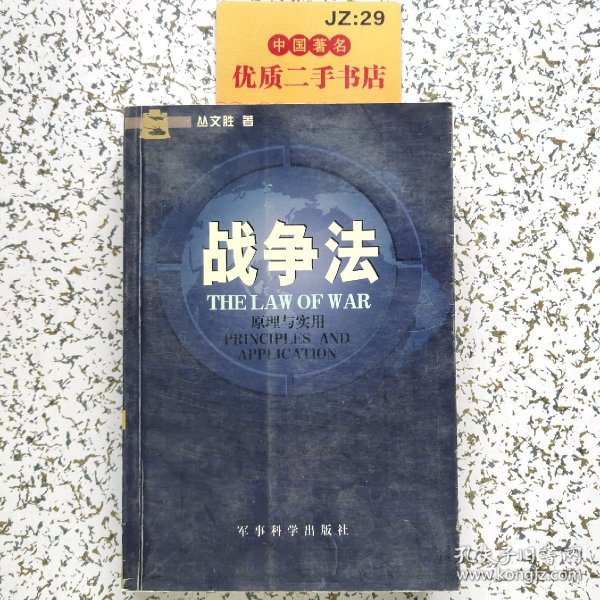 JZ:29
中国著名
优质二手书店
丛文胜 著
战争法
THE LAW OF WAR
原理与实用
PRINCIPLES AND
APPLICATION
军事科学出版社
孔夫子旧书网
www.kongfz.com